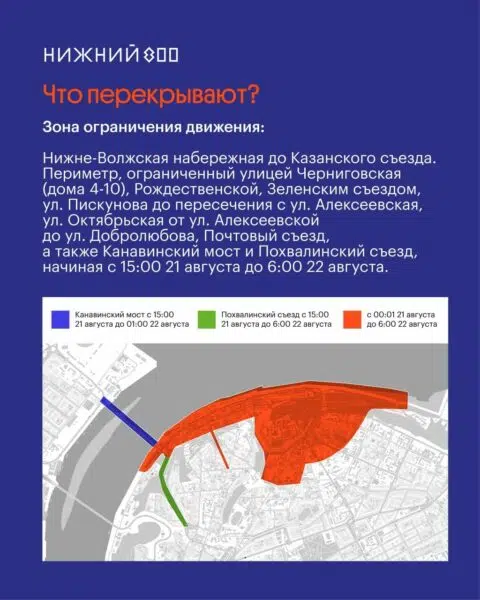 НИЖНИЙ 800
Что перекрывают?
Зона ограничения движения:
Нижне-Волжская набережная до Казанского съезда.
Периметр, ограниченный улицей Черниговская
(дома 4-10), Рождественской, Зеленским съездом,
ул. Пискунова до пересечения с ул. Алексеевская,
ул. Октябрьская от ул. Алексеевской
до ул. Добролюбова, Почтовый съезд,
а также Канавинский мост и Похвалинский съезд,
начиная с 15:00 21 августа до 6:00 22 августа.
Канавинский мост с 15:00
21 августа до 01:00 22 августа
Похвалинский съезд с 15:00
21 августа до 6:00 22 августа
с 00:01 21 августа
до 6:00 22 августа